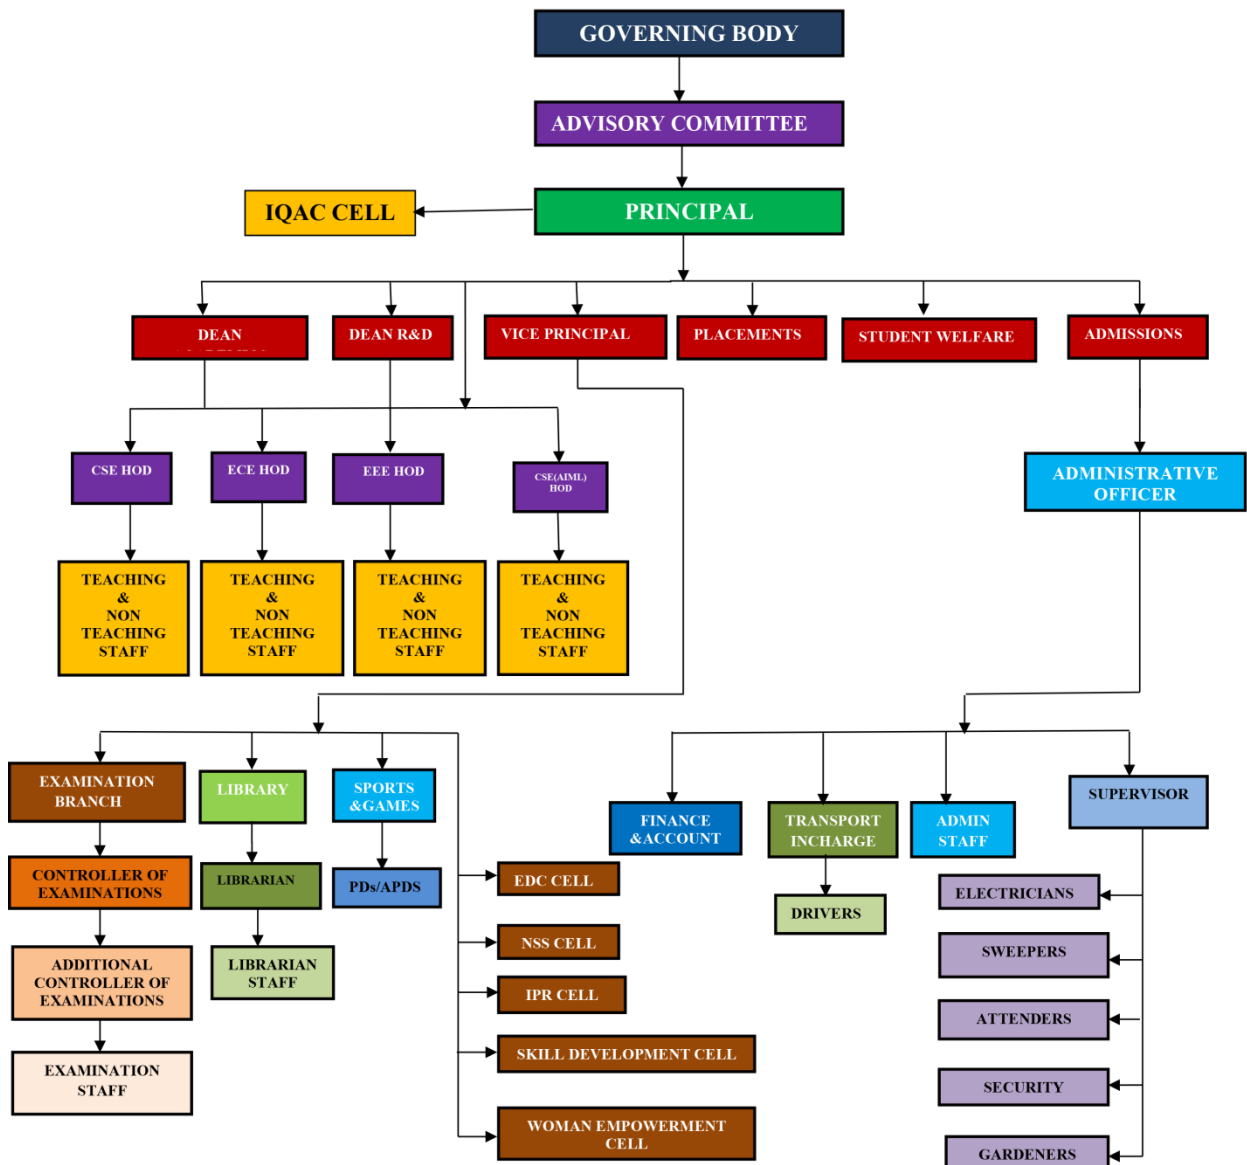 GOVERNING BODY
ADVISORY COMMITTEE
IQAC CELL
PRINCIPAL
DEAN
DEAN R&D
VICE PRINCIPAL
PLACEMENTS
STUDENT WELFARE
ADMISSIONS
CSE HOD
ECE HOD
EEE HOD
CSE(AIML)
HOD
ADMINISTRATIVE
OFFICER
TEACHING
&
NON
TEACHING
STAFF
TEACHING
&
NON
TEACHING
STAFF
TEACHING
&
NON
TEACHING
STAFF
TEACHING
&
NON
TEACHING
STAFF
EXAMINATION
BRANCH
LIBRARY
SPORTS
&GAMES
FINANCE
&ACCOUNT
TRANSPORT
INCHARGE
ADMIN
STAFF
SUPERVISOR
CONTROLLER OF
EXAMINATIONS
LIBRARIAN
PDs/APDS
EDC CELL
DRIVERS
ELECTRICIANS
ADDITIONAL
CONTROLLER OF
EXAMINATIONS
LIBRARIAN
STAFF
NSS CELL
SWEEPERS
IPR CELL
ATTENDERS
EXAMINATION
STAFF
SKILL DEVELOPMENT CELL
SECURITY
WOMAN EMPOWERMENT
CELL
GARDENERS